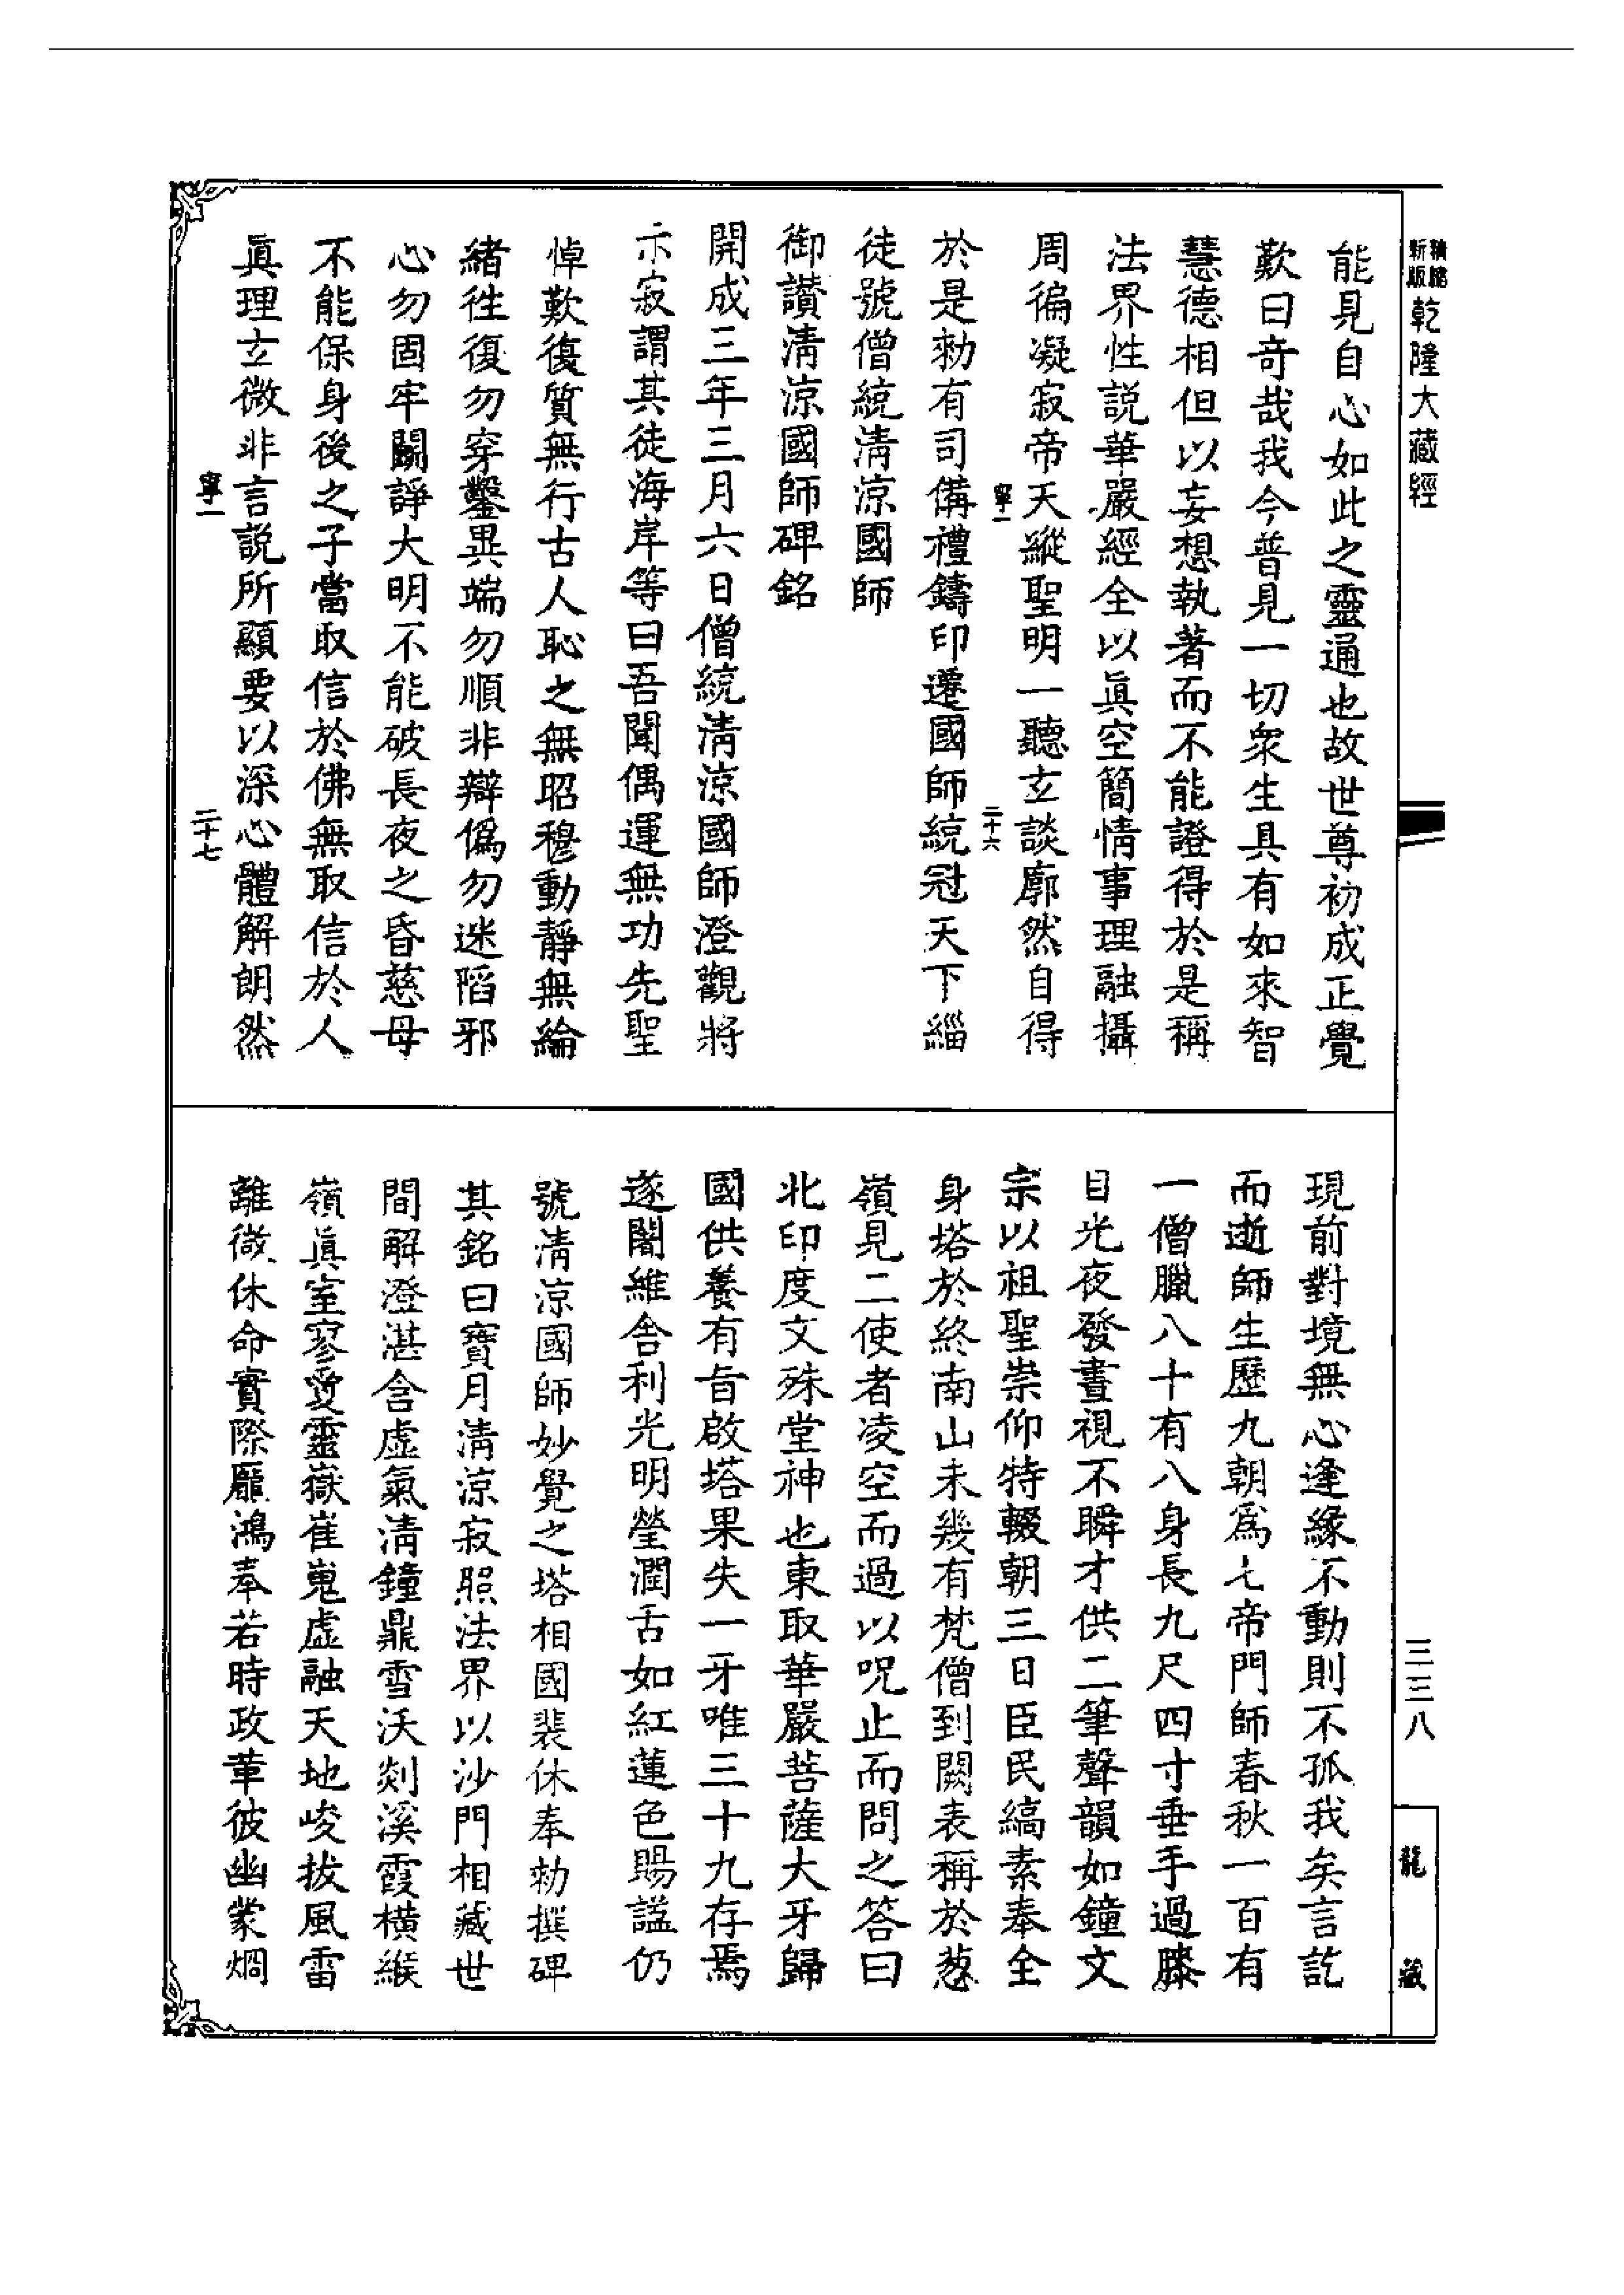 精縮
新版
乾隆大藏經
能見自心如此之靈通也故世尊初成正覺
歎曰奇哉我今普見一切衆生具有如來智
慧德相但以妄想執著而不能證得於是稱
法界性說華嚴經全以眞空簡情事理融攝
周徧凝寂帝天縱聖明一聽玄談廓然自得
寧一
二十六
於是勑有司備禮鑄印遷國師統冠天下緇
徒號僧統清涼國師
御讚清涼國師碑銘
開成三年三月六日僧統清涼國師澄觀將
示寂謂其徒海岸等曰吾聞偶運無功先聖
悼歎復質無行古人恥之無昭穆動靜無綸
緒徃復勿穿鑿異端勿順非辯僞勿迷陷邪
心勿固牢鬬諍大明不能破長夜之昏慈母
不能保身後之子當取信於佛無取信於人
眞理玄微非言說所顯要以深心體解朗然
寧一
二十七
現前對境無心逢緣不動則不孤我矣言訖
而逝師生歷九朝爲七帝門師春秋一百有
一僧臘八十有八身長九尺四寸垂手過膝
目光夜發晝視不瞬才供二筆聲韻如鐘文
宗以祖聖崇仰特輟朝三日臣民縞素奉全
身塔於終南山未幾有梵僧到闕表稱於葱
嶺見二使者凌空而過以呪止而問之答曰
北印度文殊堂神也東取華嚴菩薩大牙歸
國供養有旨啟塔果失一牙唯三十九存焉
遂闍維舍利光明瑩潤舌如紅蓮色賜謚仍
號清涼國師妙覺之塔相國裴休奉勑撰碑
其銘曰寶月清涼寂照法界以沙門相藏世
間解澄湛含虛氣清鐘鼎雪沃剡溪霞橫緱
嶺眞室寥夐靈嶽崔嵬虛融天地峻拔風雷
離微休命實際龐鴻奉若時政革彼幽蒙烱
三三八
龍藏